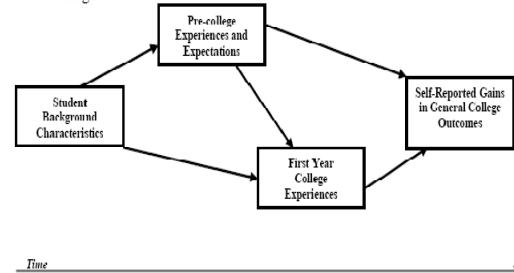 Pre-college
Experiences and
Expectations
Student
Background
Characteristics
Self-Reported Gains
in General College
Outcomes
First Year
College
Experiences
Time